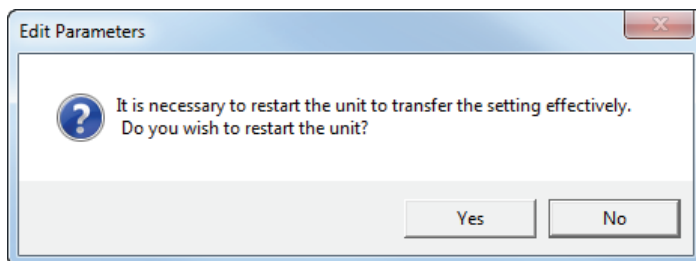 Edit Parameters
It is necessary to restart the unit to transfer the setting effectively.
Do you wish to restart the unit?
Yes No